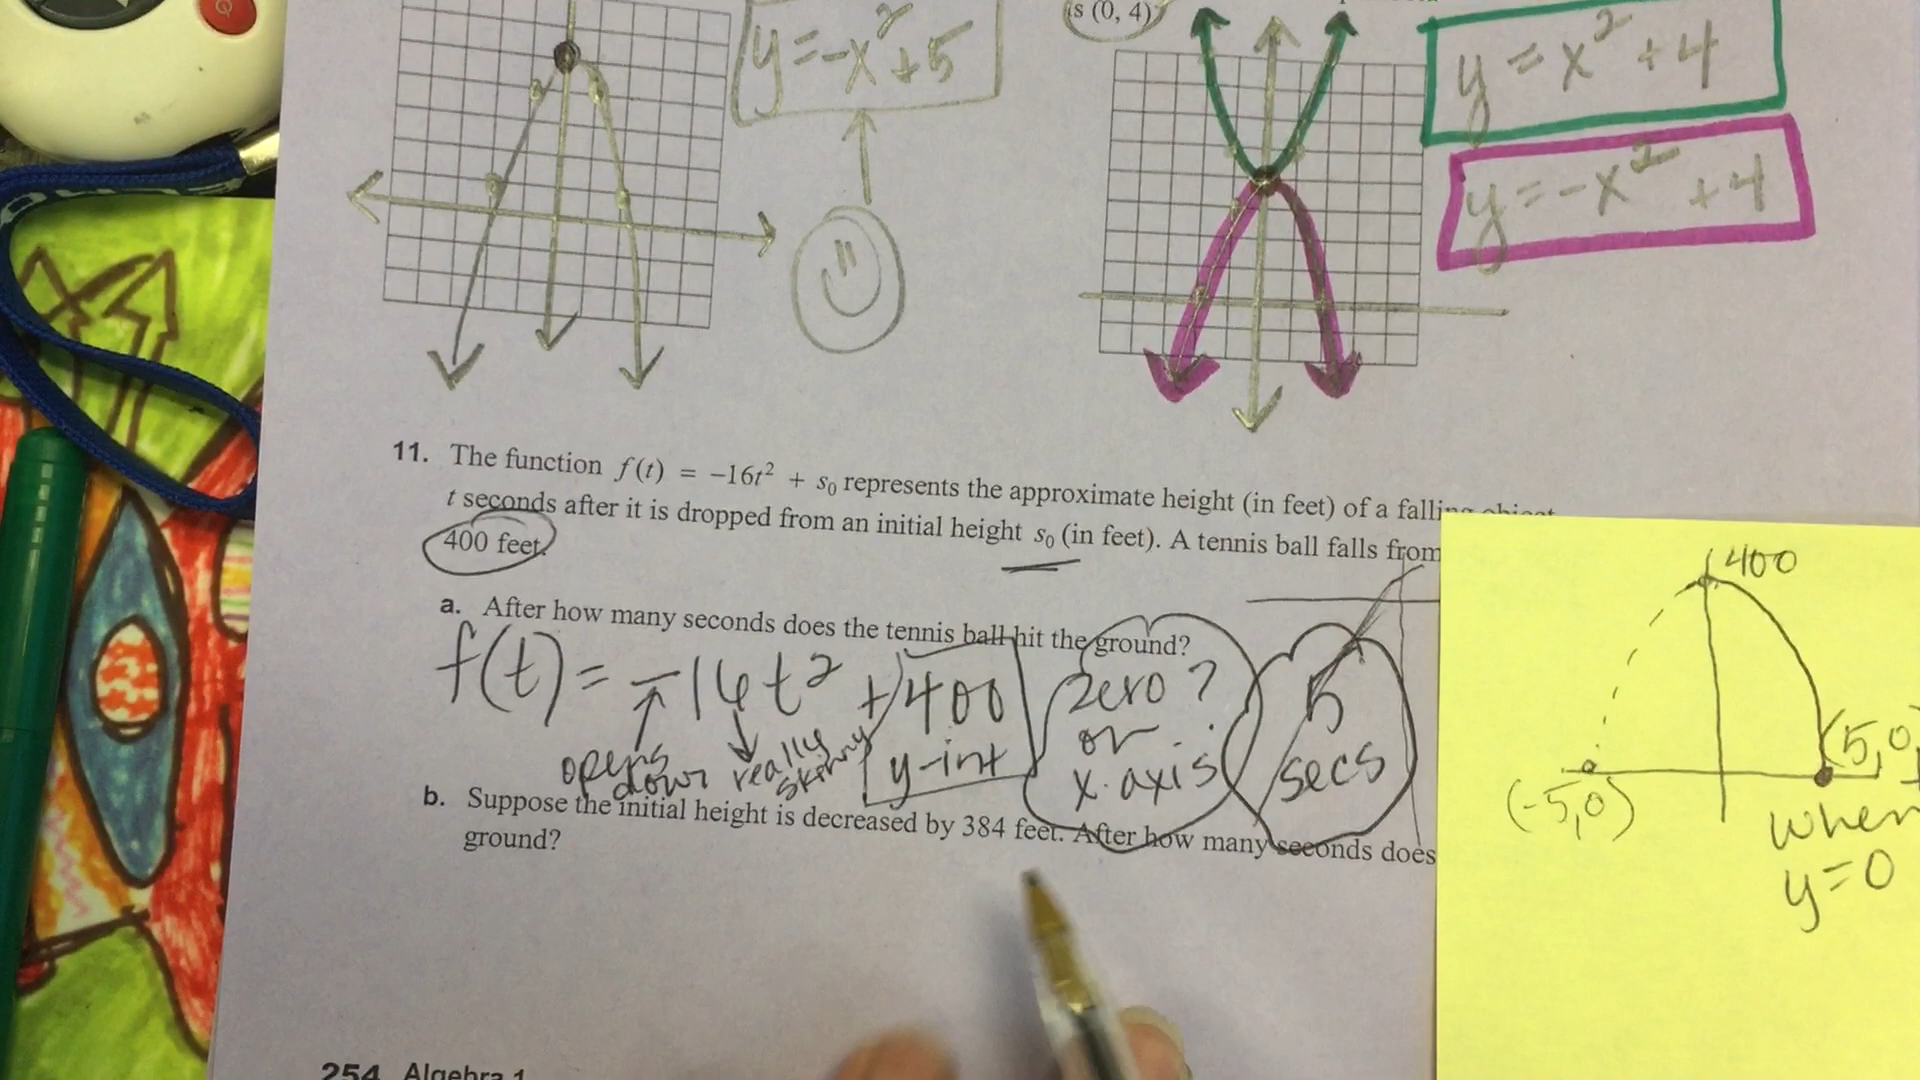 y=-x²+5
is (0, 4)
y=x²+4
y=-x²+4
11. The function f(t) = −16t² + s₀ represents the approximate height (in feet) of a falling object
t seconds after it is dropped from an initial height s₀ (in feet). A tennis ball falls from
400 feet.
a. After how many seconds does the tennis ball hit the ground?
f(t) = -16t² + 400
opens down
really skinny
y-int
zero?
or
x-axis
5
secs
b. Suppose the initial height is decreased by 384 feet. After how many seconds does
ground?
400
(5,0)
(-5,0)
when
y=0
254 Algebra 1